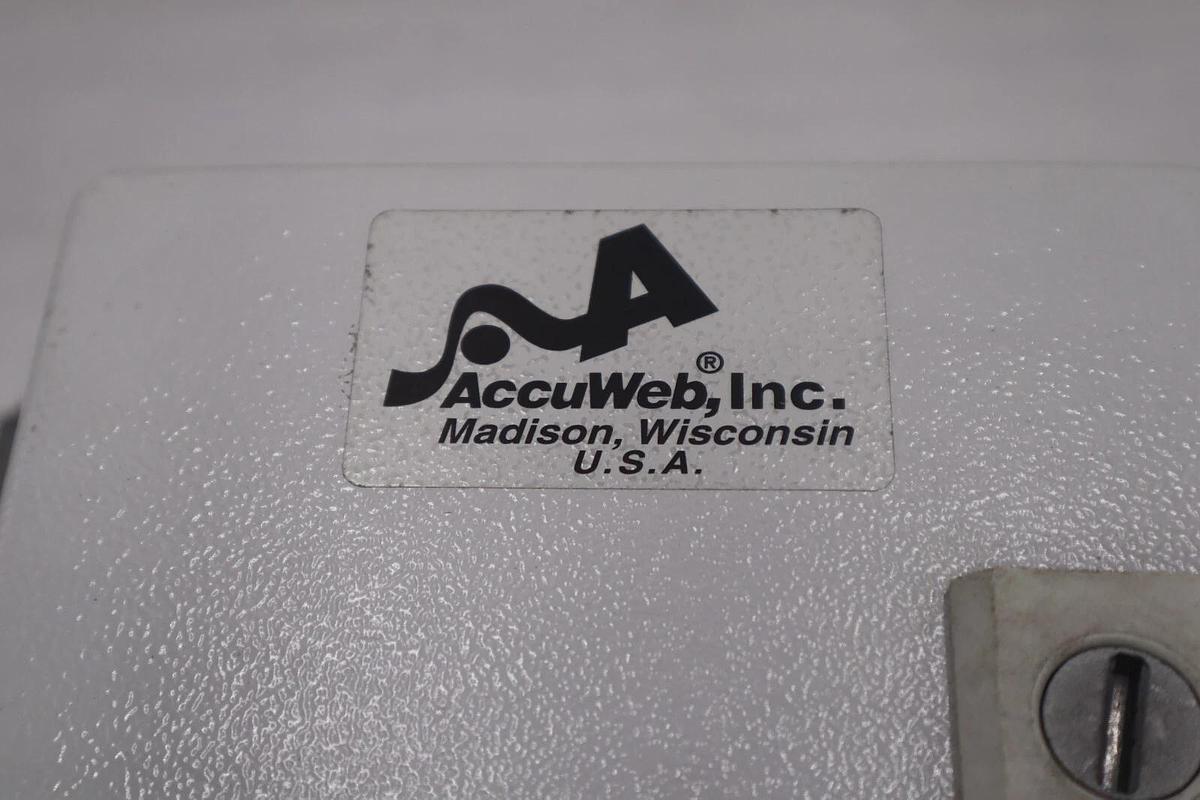 AccuWeb,® Inc.
Madison, Wisconsin
U.S.A.